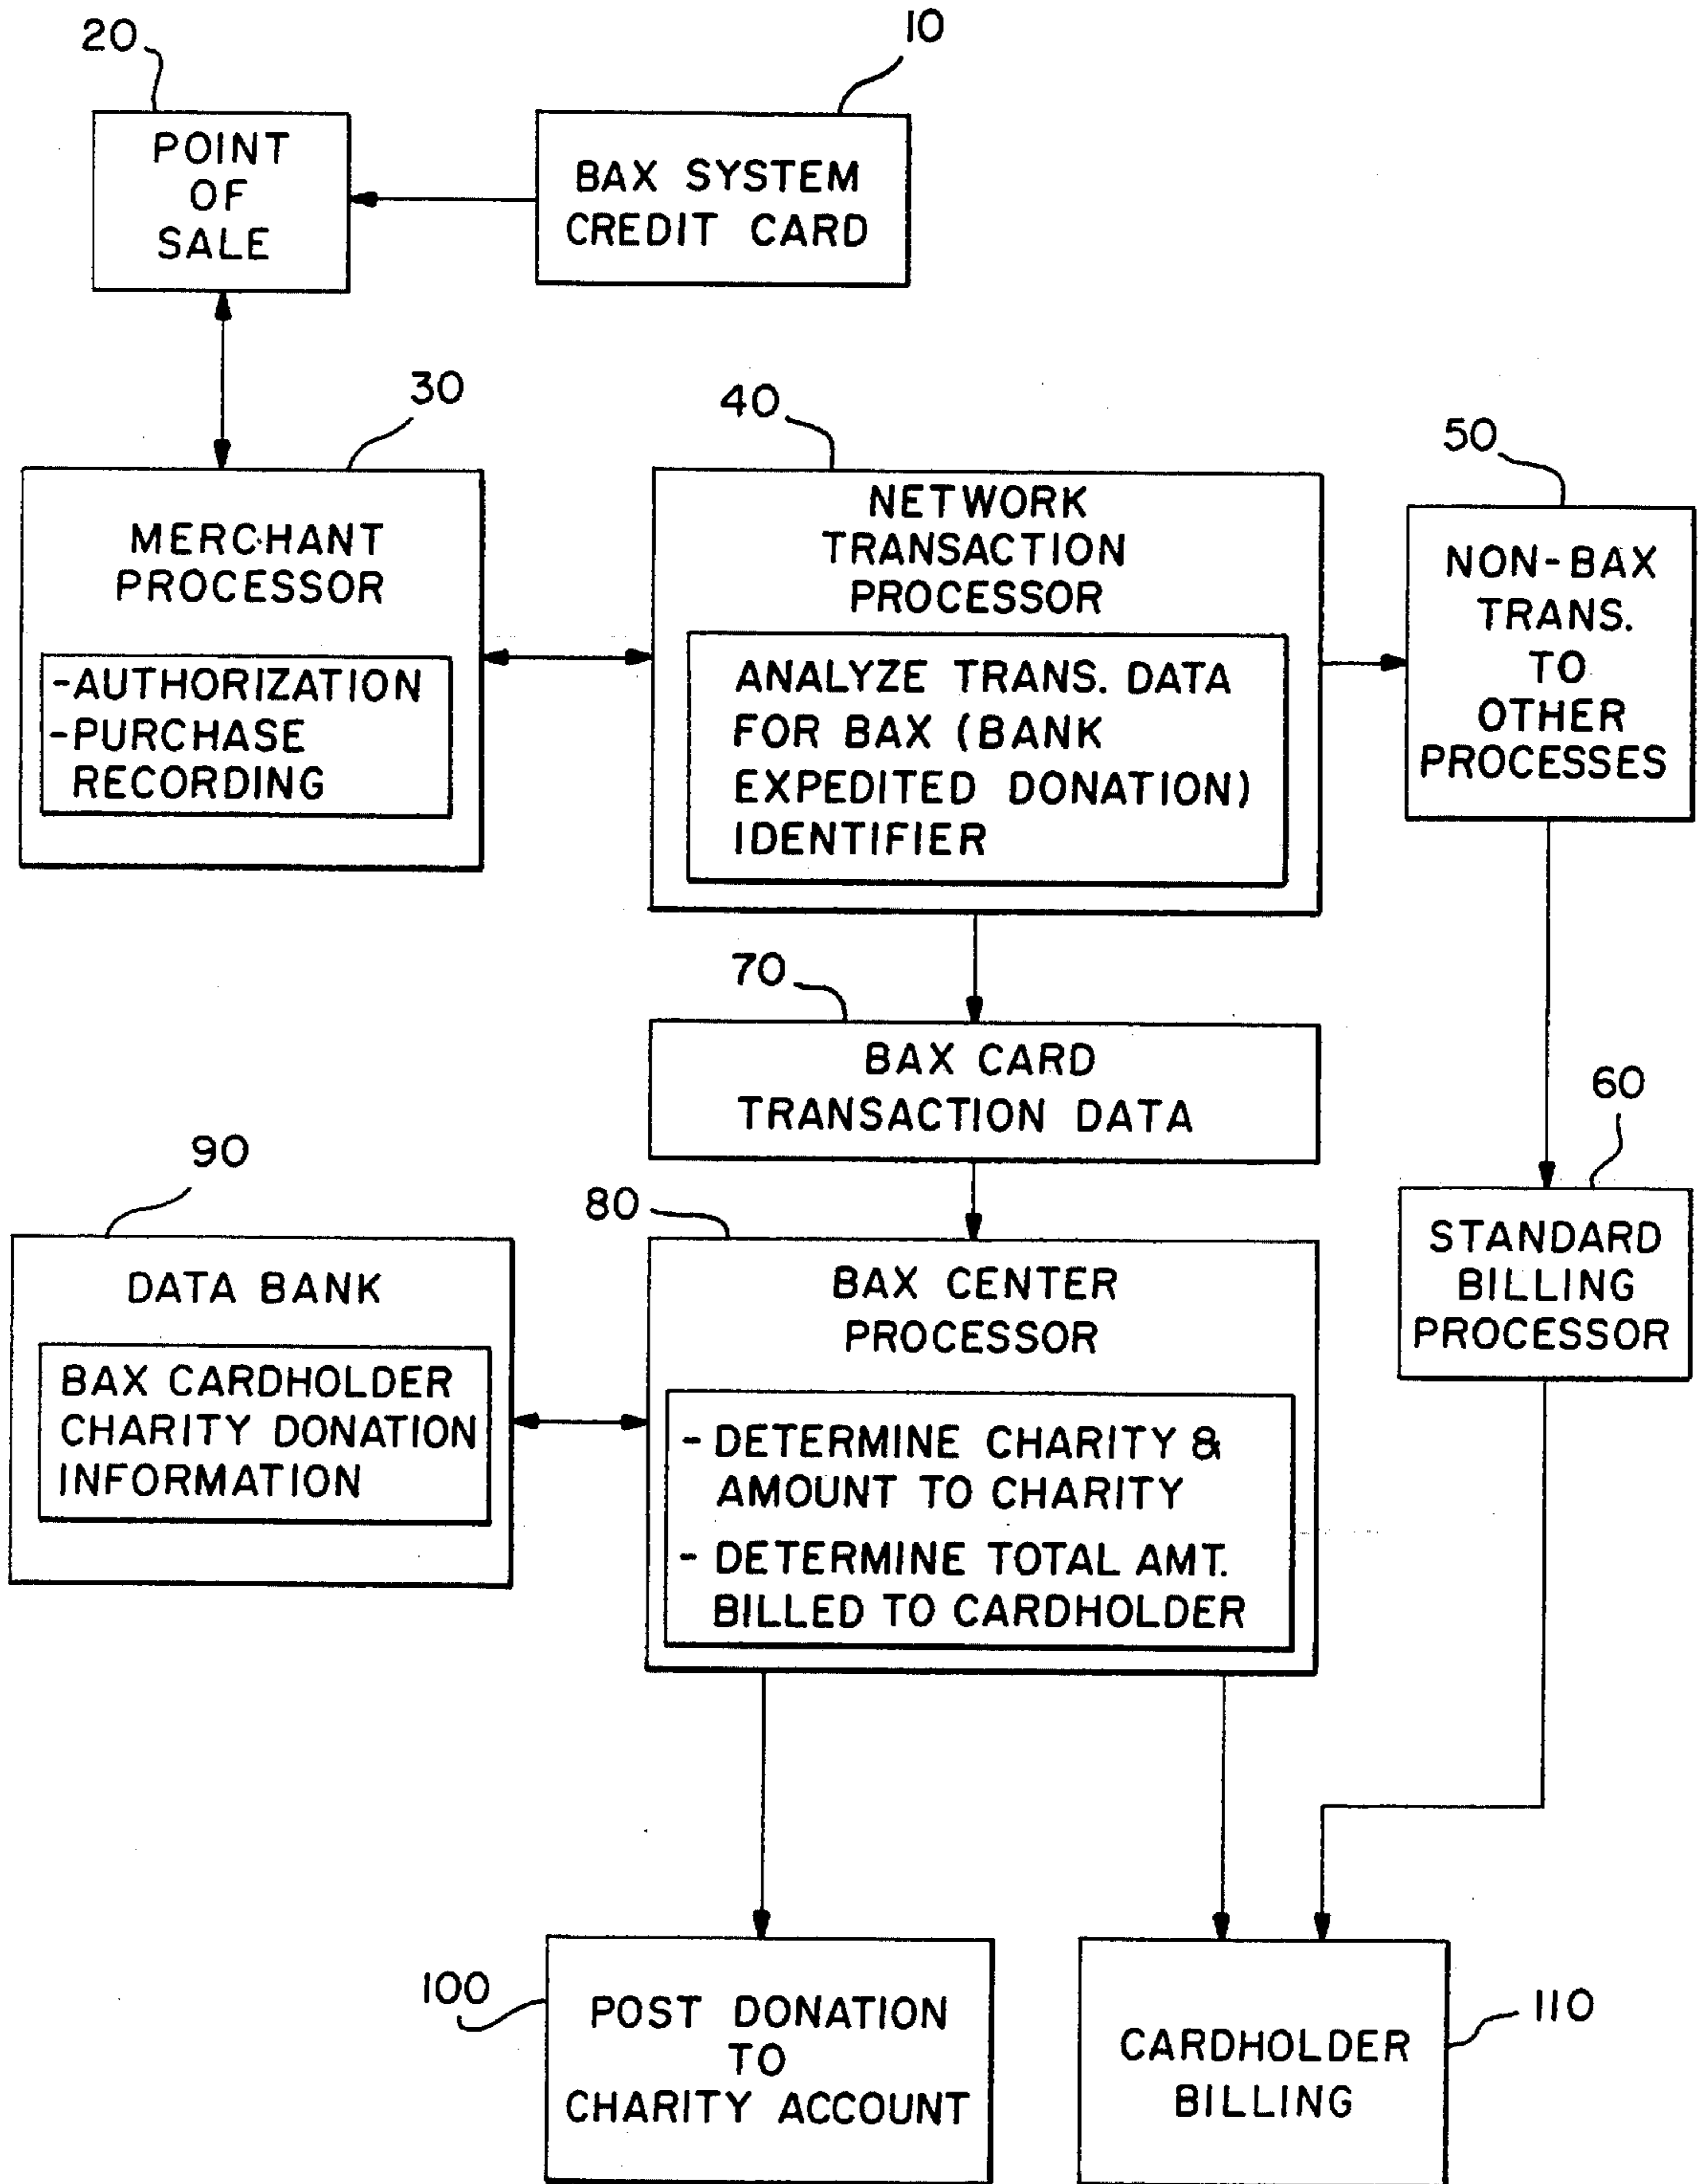 20
10
POINT
OF
SALE
BAX SYSTEM
CREDIT CARD
30
40
50
MERCHANT
PROCESSOR
-AUTHORIZATION
-PURCHASE
RECORDING
NETWORK
TRANSACTION
PROCESSOR
ANALYZE TRANS. DATA
FOR BAX (BANK
EXPEDITED DONATION)
IDENTIFIER
NON-BAX
TRANS.
TO
OTHER
PROCESSES
70
BAX CARD
TRANSACTION DATA
60
STANDARD
BILLING
PROCESSOR
90
DATA BANK
BAX CARDHOLDER
CHARITY DONATION
INFORMATION
80
BAX CENTER
PROCESSOR
- DETERMINE CHARITY &
AMOUNT TO CHARITY
- DETERMINE TOTAL AMT.
BILLED TO CARDHOLDER
100
POST DONATION
TO
CHARITY ACCOUNT
110
CARDHOLDER
BILLING